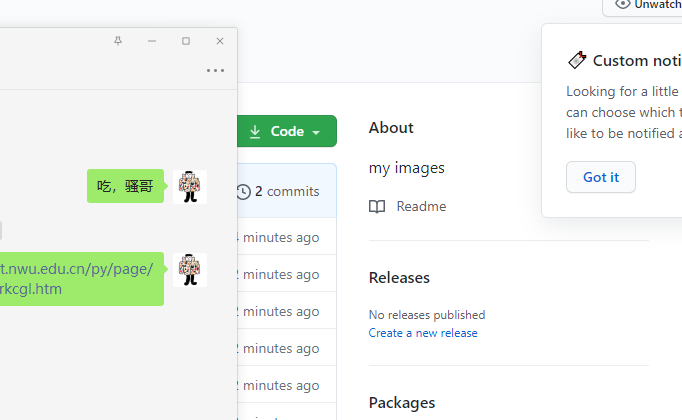 Unwatch
Custom noti
Looking for a little
can choose which t
like to be notified a
Got it
吃，骚哥
t.nwu.edu.cn/py/page/
rkcgl.htm
Code
2 commits
4 minutes ago
2 minutes ago
2 minutes ago
2 minutes ago
2 minutes ago
About
my images
Readme
Releases
No releases published
Create a new release
Packages